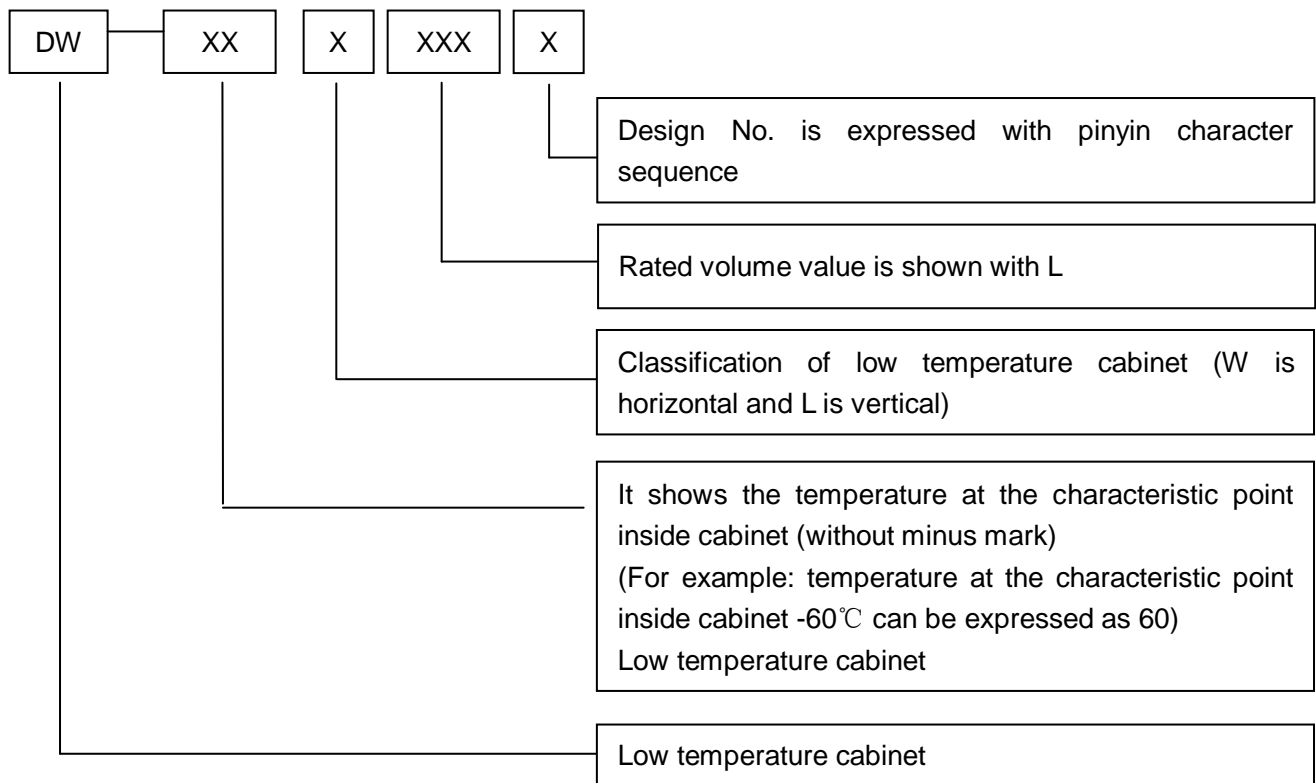 DW XX X XXX X
Design No. is expressed with pinyin character
sequence
Rated volume value is shown with L
Classification of low temperature cabinet (W is
horizontal and L is vertical)
It shows the temperature at the characteristic point
inside cabinet (without minus mark)
(For example: temperature at the characteristic point
inside cabinet -60℃ can be expressed as 60)
Low temperature cabinet
Low temperature cabinet